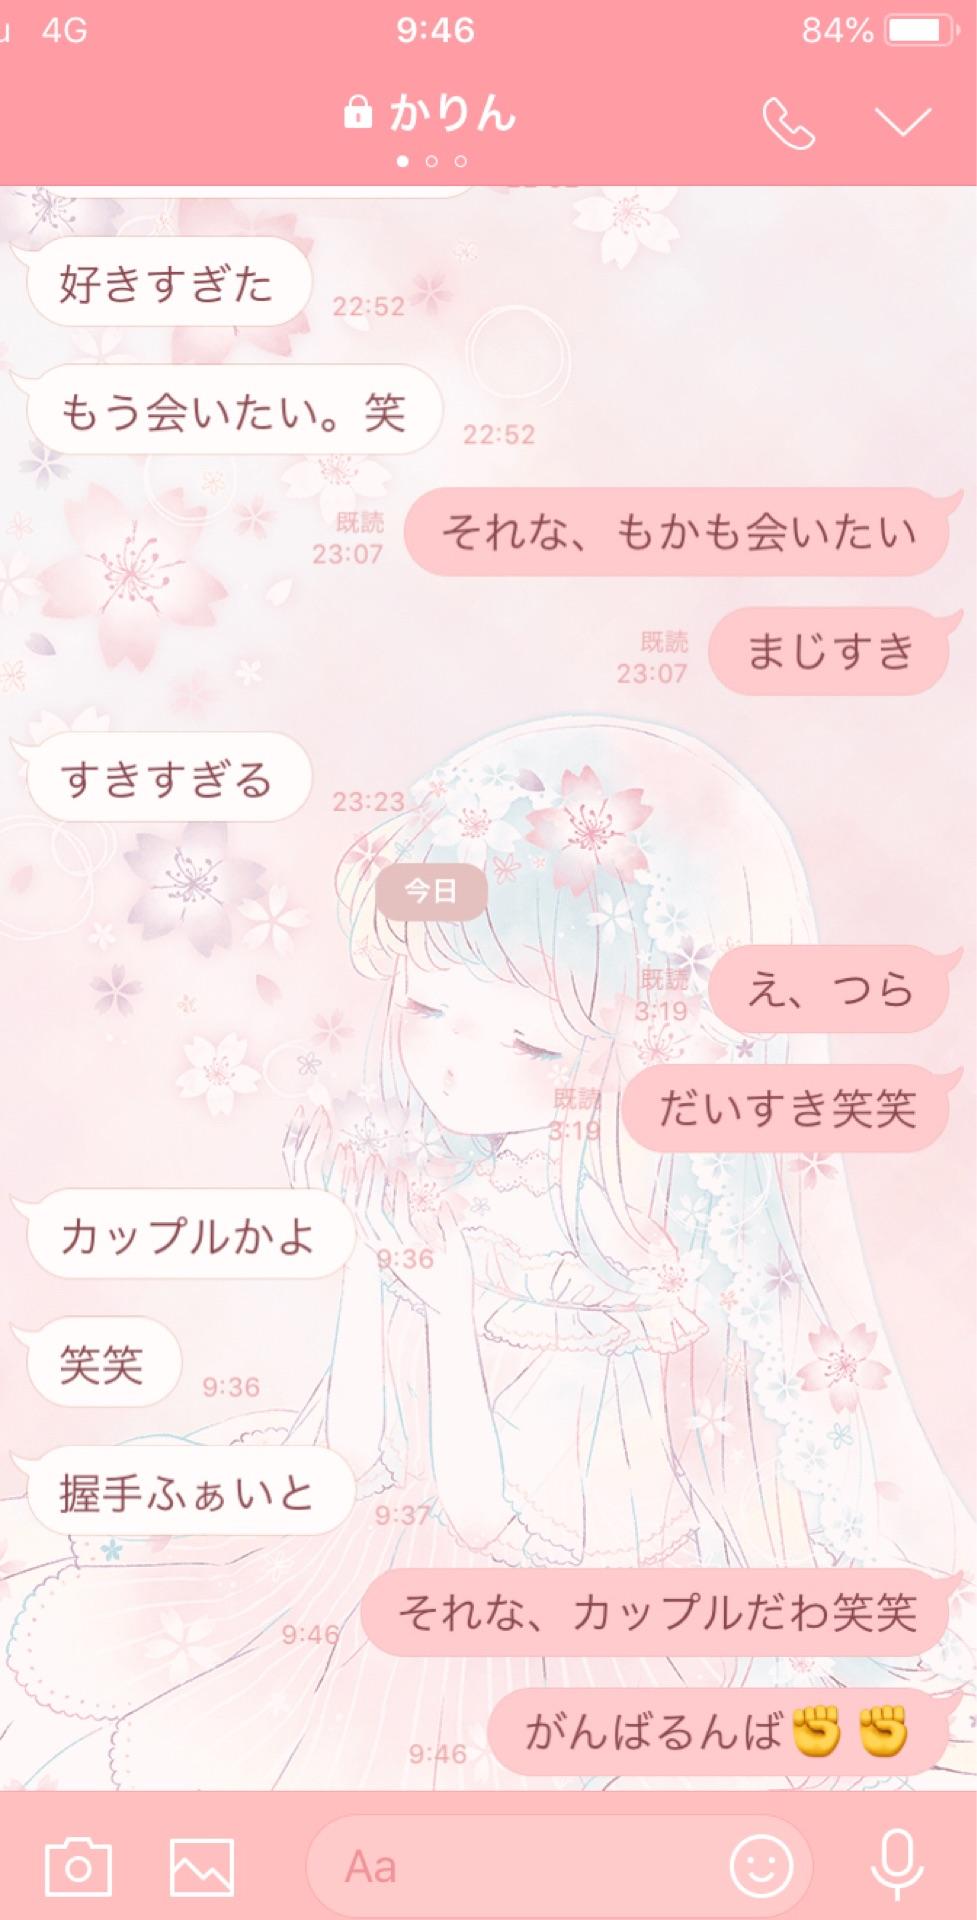 4G 9:46 84%
かりん
好きすぎた
22:52
もう会いたい。笑
22:52
既読
23:07
それな、もかも会いたい
既読
23:07
まじすき
すきすぎる
23:23
今日
既読
3:19
え、つら
既読
3:19
だいすき笑笑
カップルかよ
9:36
笑笑
9:36
握手ふぁいと
9:37
それな、カップルだわ笑笑
9:46
がんばるんば✊✊
9:46
Aa